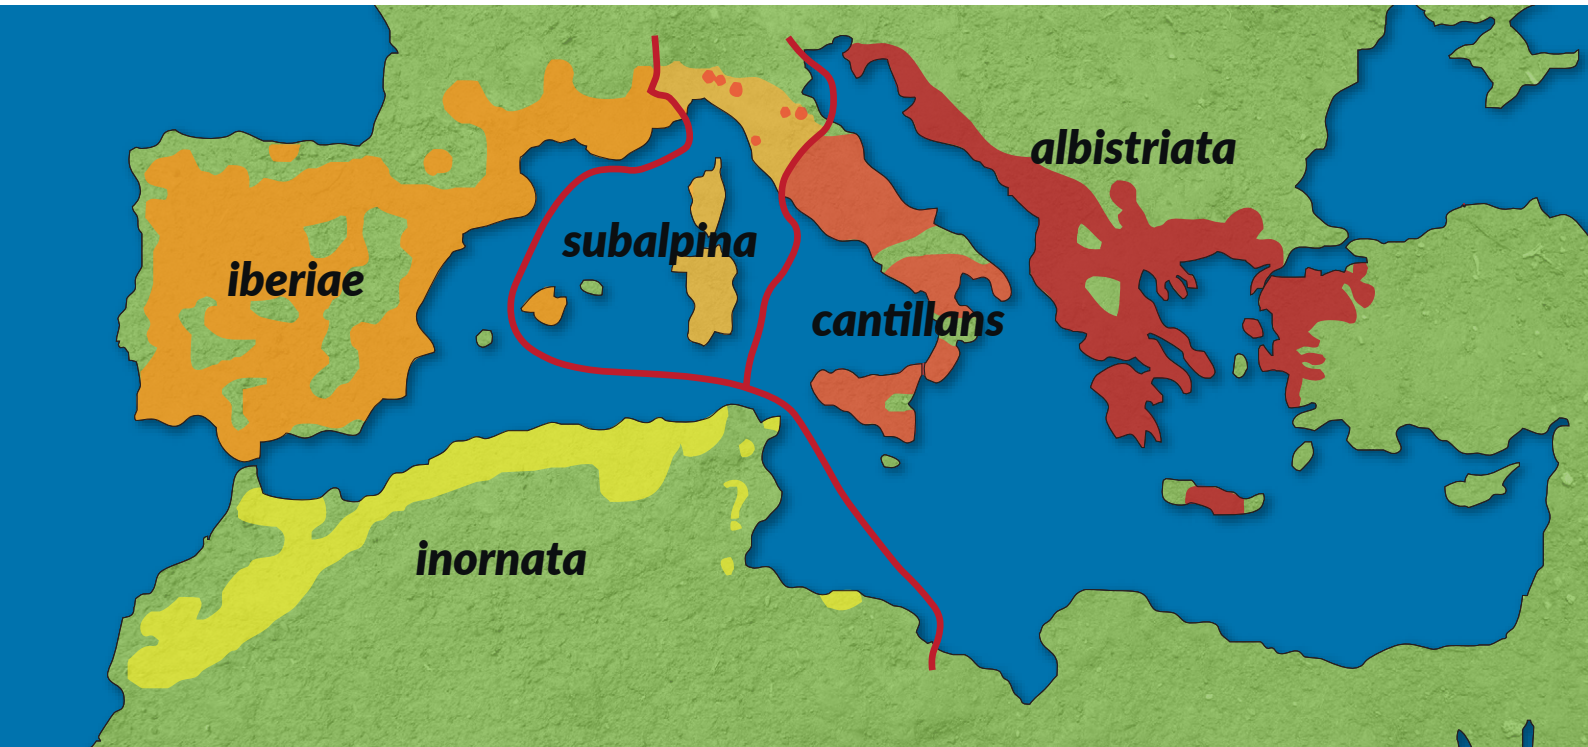 albistriata
subalpina
iberiae
cantillans
?
inornata